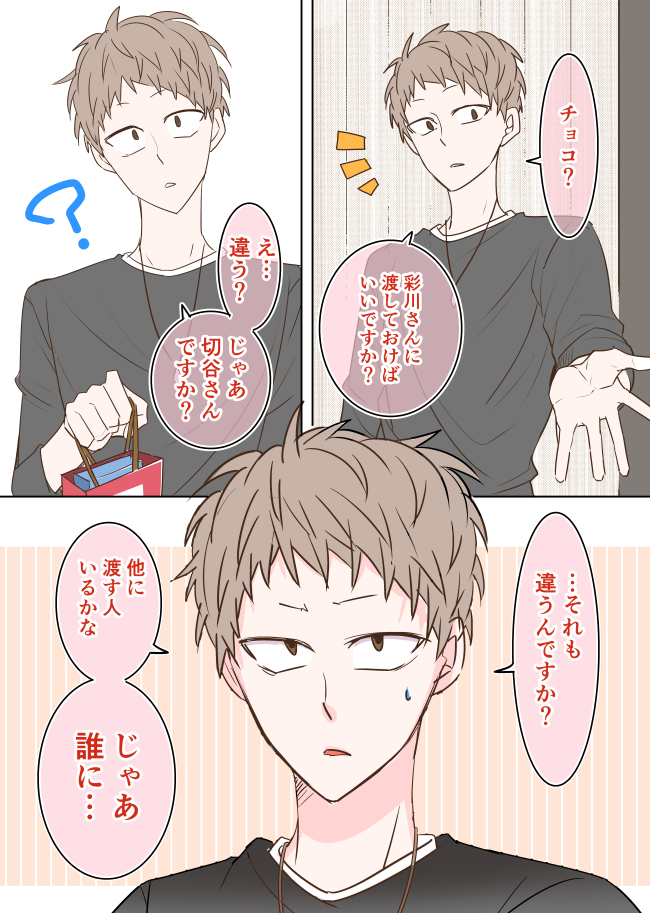 チョコ?
彩川さんに
渡しておけば
いいですか?
え…
違う?
じゃあ
切谷さん
ですか?
…それも
違うんですか?
他に
渡す人
いるかな
じゃあ
誰に…